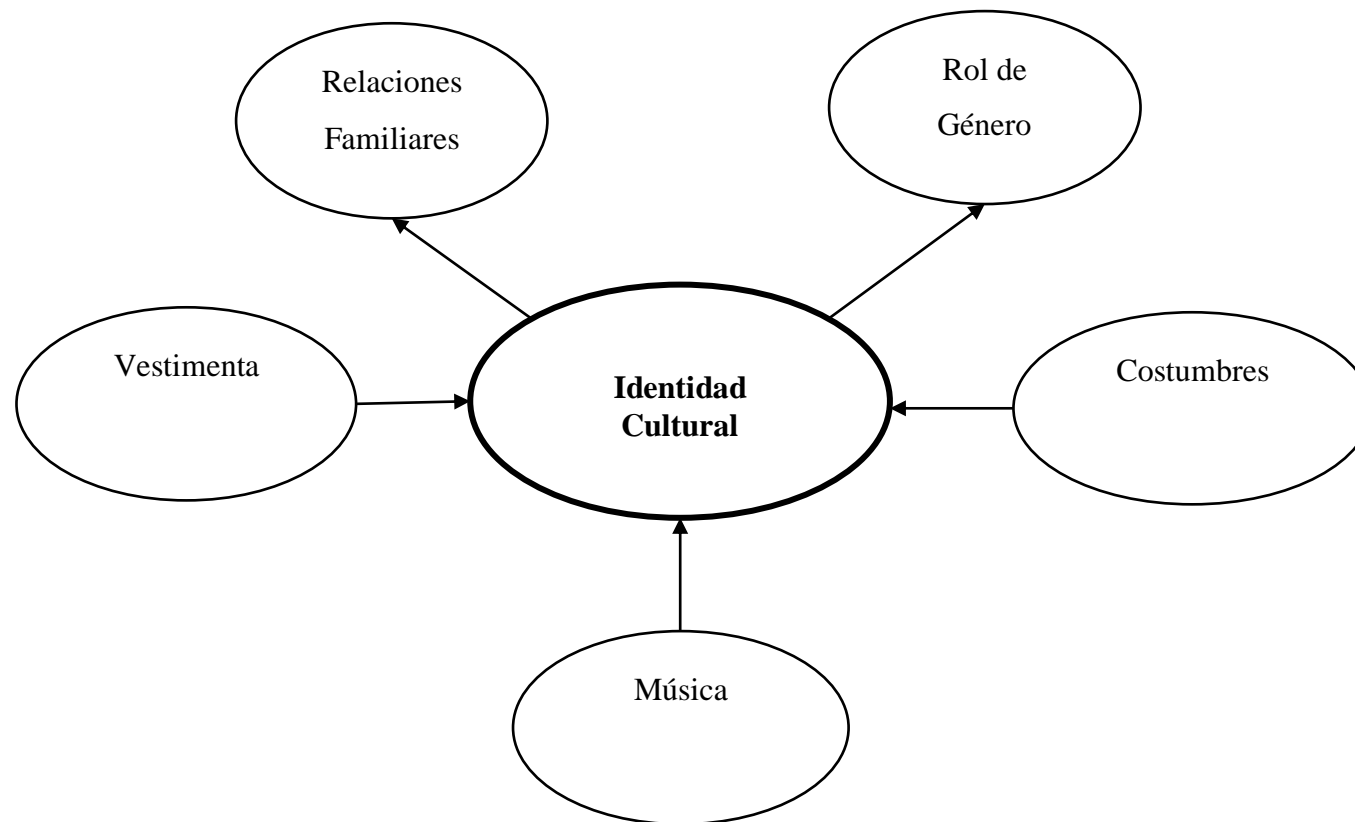 Relaciones
Familiares
Rol de
Género
Vestimenta
Identidad
Cultural
Costumbres
Música